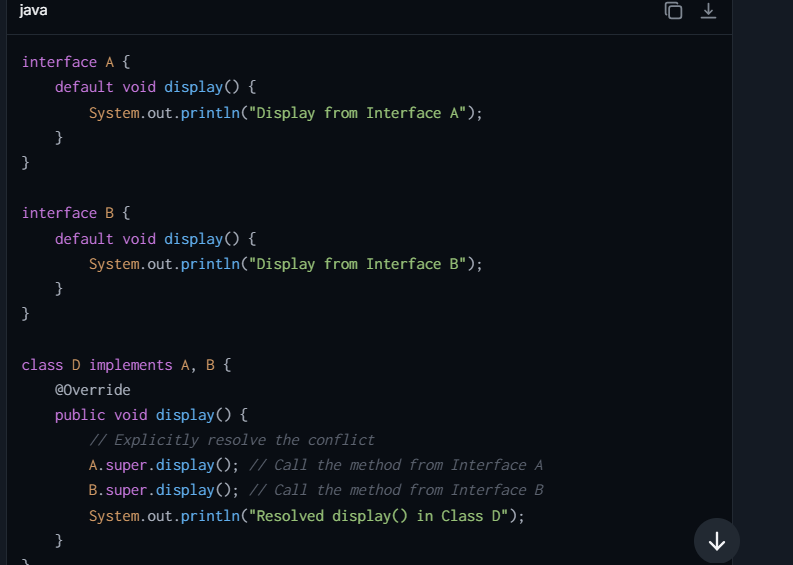 java
interface A {
    default void display() {
        System.out.println("Display from Interface A");
    }
}
interface B {
    default void display() {
        System.out.println("Display from Interface B");
    }
}
class D implements A, B {
    @Override
    public void display() {
        // Explicitly resolve the conflict
        A.super.display(); // Call the method from Interface A
        B.super.display(); // Call the method from Interface B
        System.out.println("Resolved display() in Class D");
    }
}